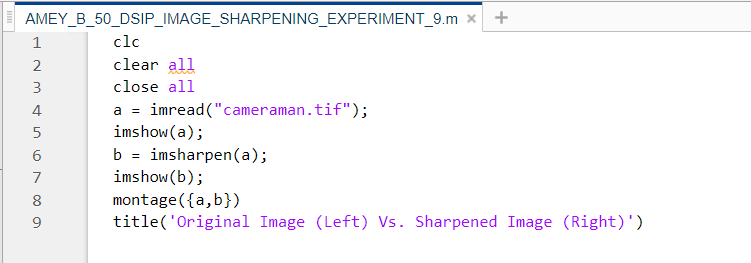 AMEY_B_50_DSIP_IMAGE_SHARPENING_EXPERIMENT_9.m × +
1 clc
2 clear all
3 close all
4 a = imread("cameraman.tif");
5 imshow(a);
6 b = imsharpen(a);
7 imshow(b);
8 montage({a,b})
9 title('Original Image (Left) Vs. Sharpened Image (Right)')